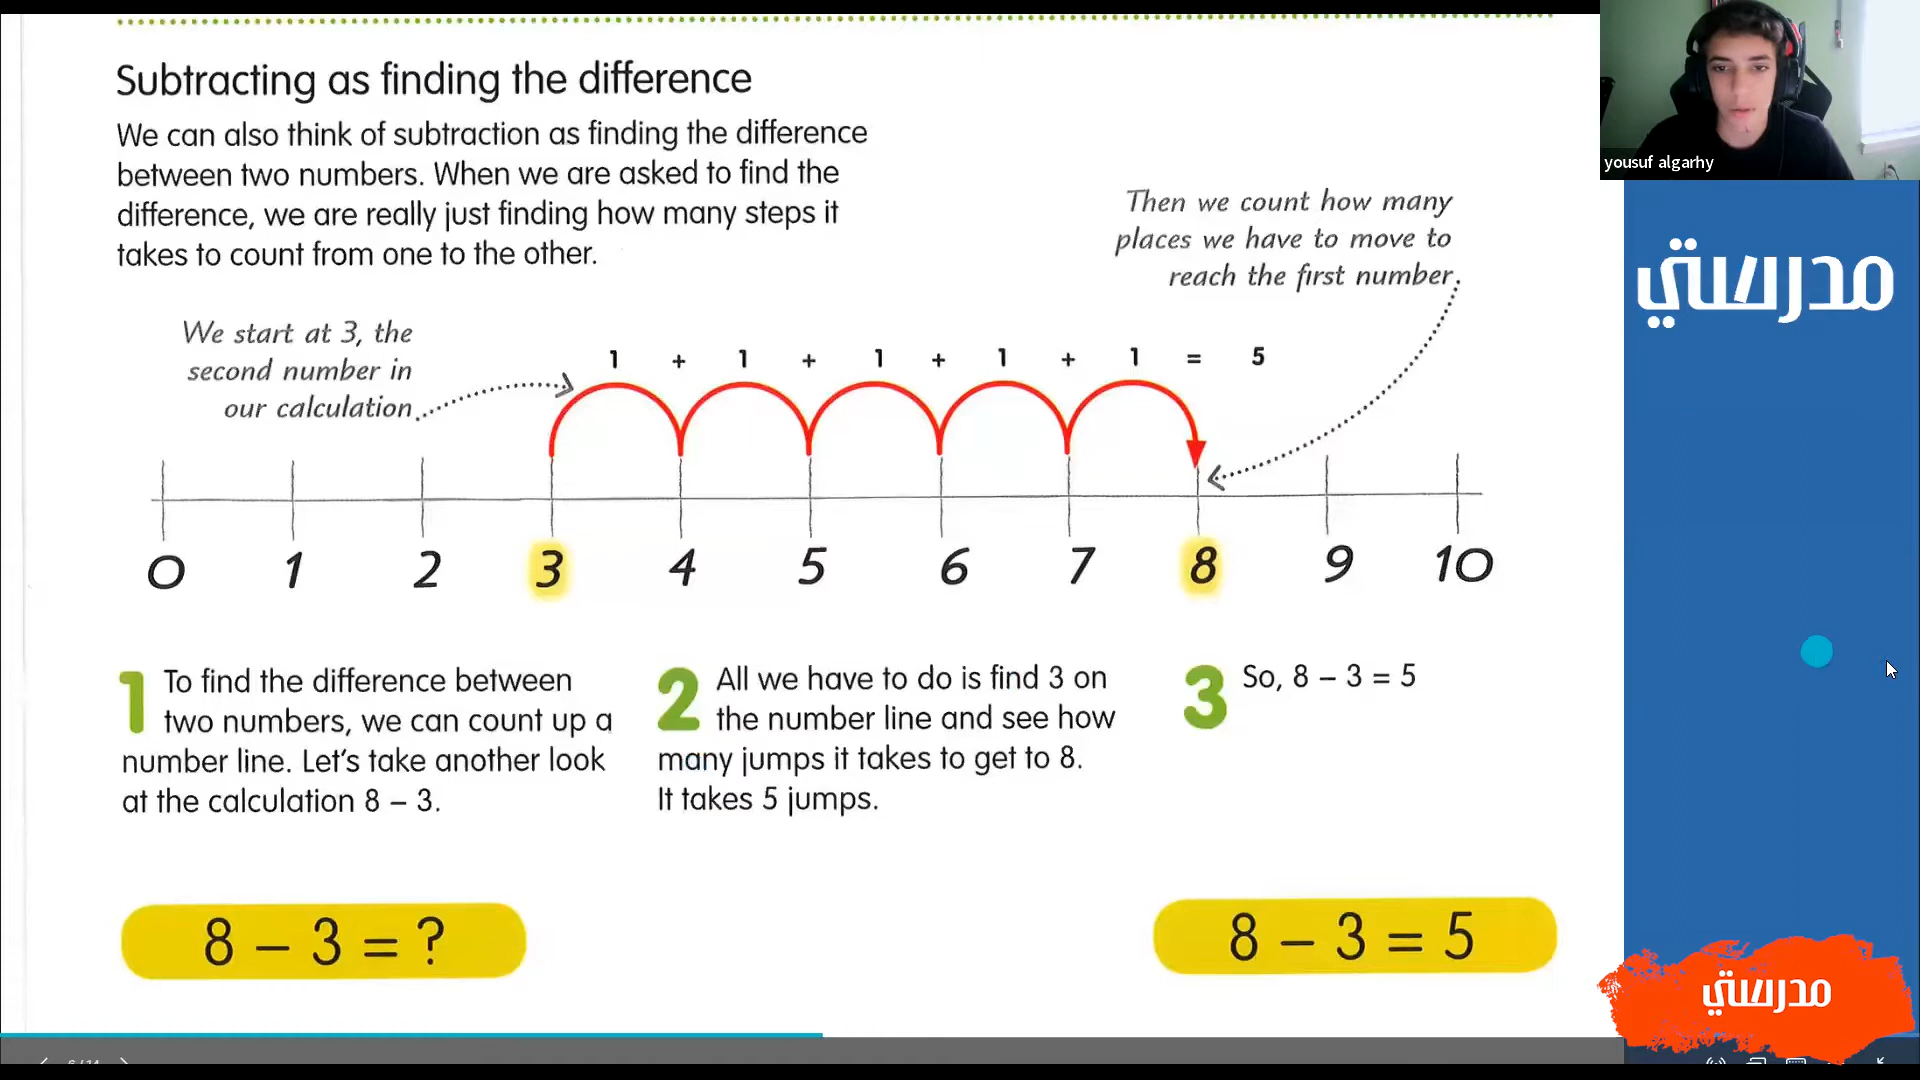 Subtracting as finding the difference
We can also think of subtraction as finding the difference
between two numbers. When we are asked to find the
difference, we are really just finding how many steps it
takes to count from one to the other.
Then we count how many
places we have to move to
reach the first number.
We start at 3, the
second number in
our calculation.
1 + 1 + 1 + 1 + 1 = 5
0 1 2 3 4 5 6 7 8 9 10
1 To find the difference between
two numbers, we can count up a
number line. Let's take another look
at the calculation 8 – 3.
2 All we have to do is find 3 on
the number line and see how
many jumps it takes to get to 8.
It takes 5 jumps.
3 So, 8 – 3 = 5
8 – 3 = ?
8 – 3 = 5
yousuf algarhy
مدرستي
مدرستي